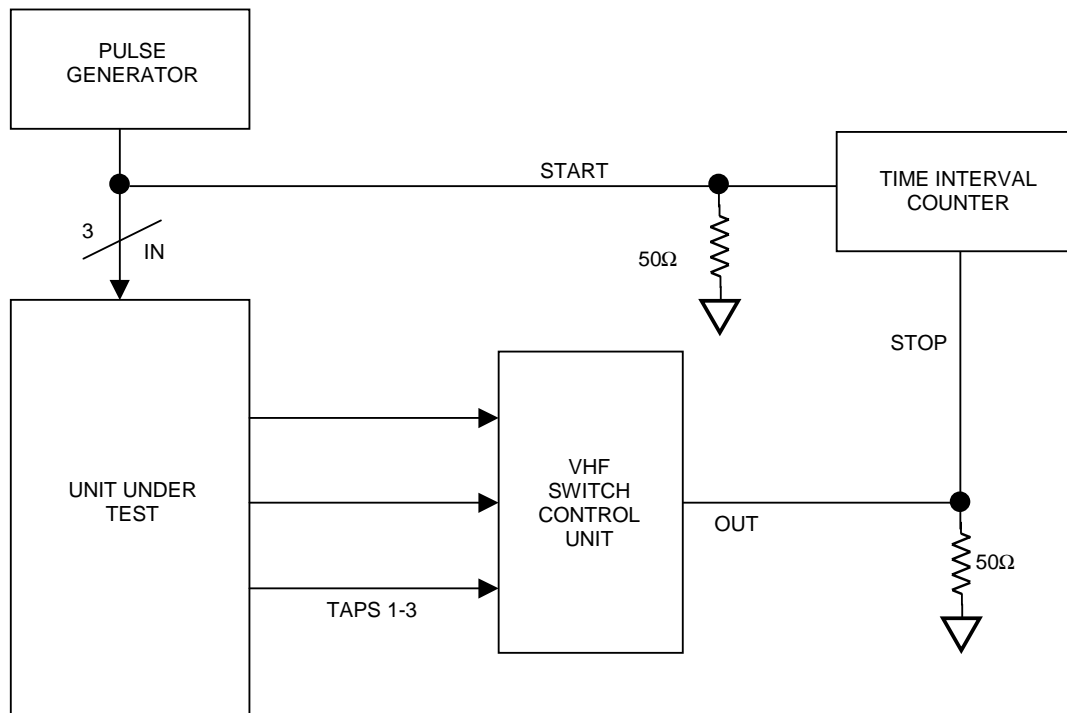 PULSE
GENERATOR
START
TIME INTERVAL
COUNTER
3
IN
50Ω
STOP
UNIT UNDER
TEST
VHF
SWITCH
CONTROL
UNIT
OUT
50Ω
TAPS 1-3